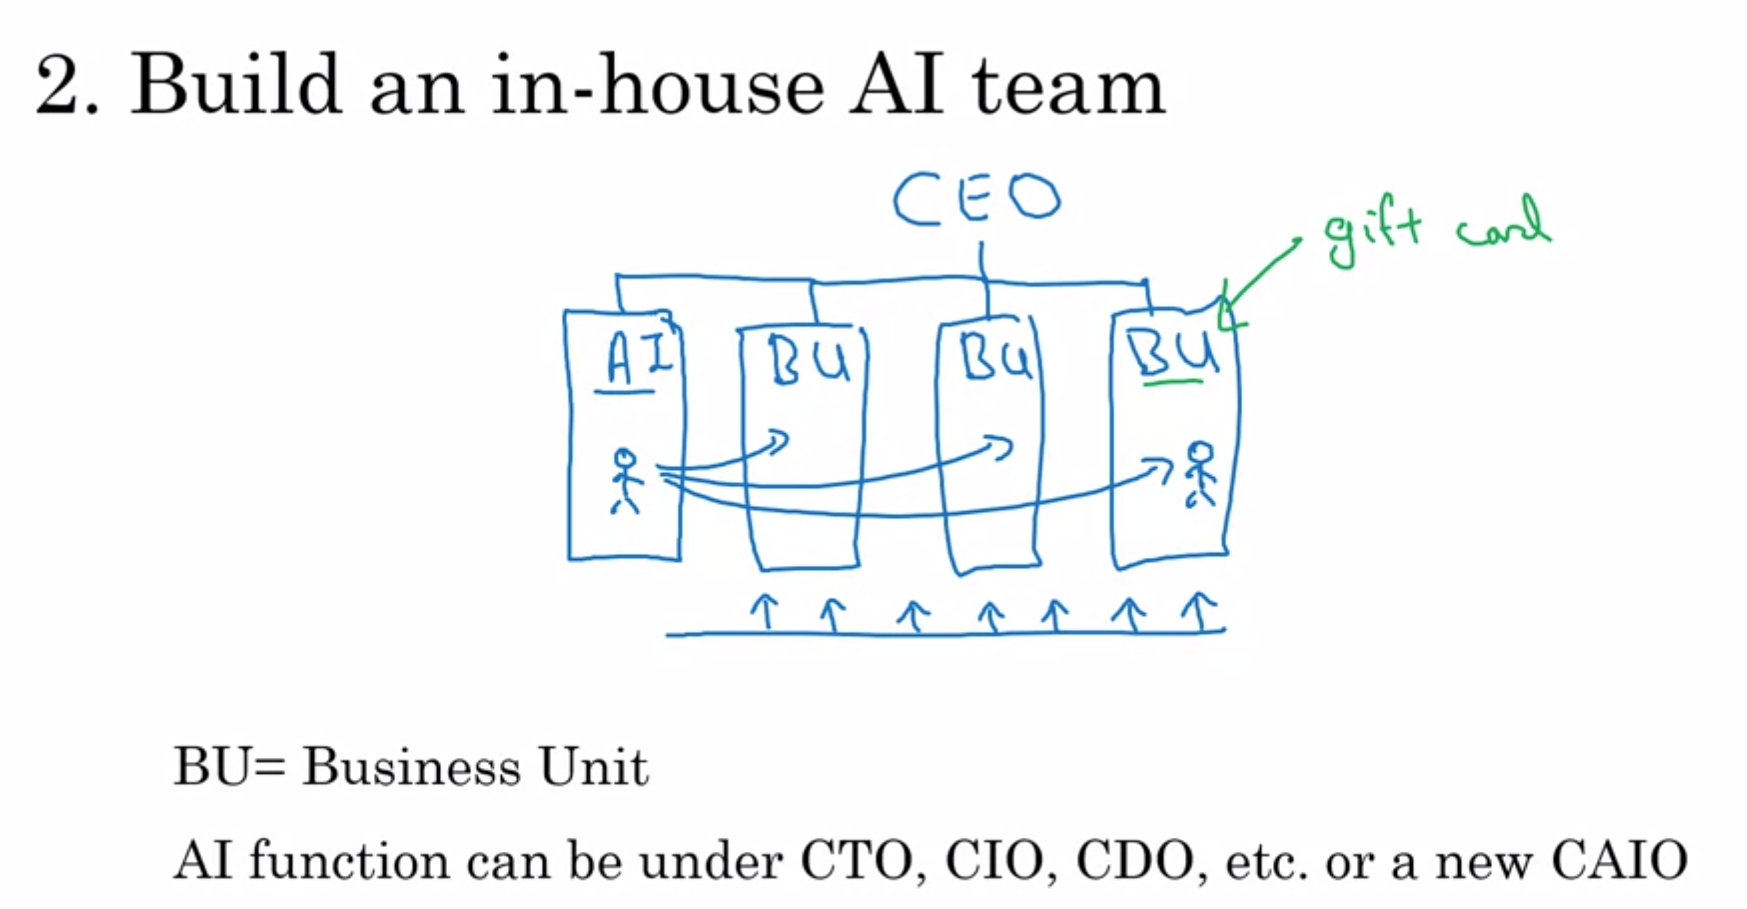 2. Build an in-house AI team
CEO
gift card
AI BU BU BU
BU= Business Unit
AI function can be under CTO, CIO, CDO, etc. or a new CAIO